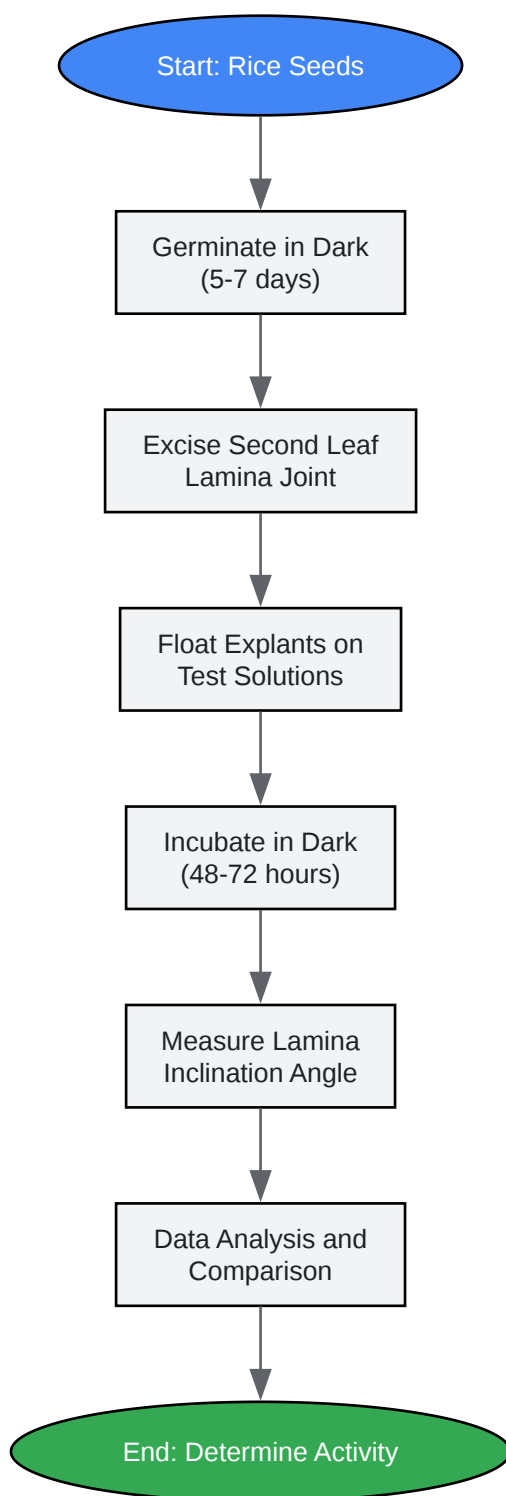 Start: Rice Seeds
Germinate in Dark
(5-7 days)
Excise Second Leaf
Lamina Joint
Float Explants on
Test Solutions
Incubate in Dark
(48-72 hours)
Measure Lamina
Inclination Angle
Data Analysis and
Comparison
End: Determine Activity